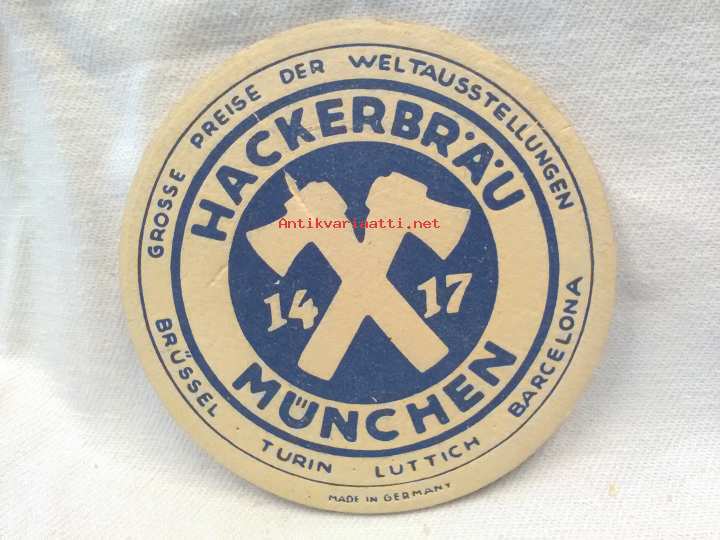 GROSSE PREISE DER WELTAUSSTELLUNGEN
HACKERBRÄU
Antikvariaatti.net
14 17
MÜNCHEN
BRÜSSEL TURIN LÜTTICH BARCELONA
MADE IN GERMANY